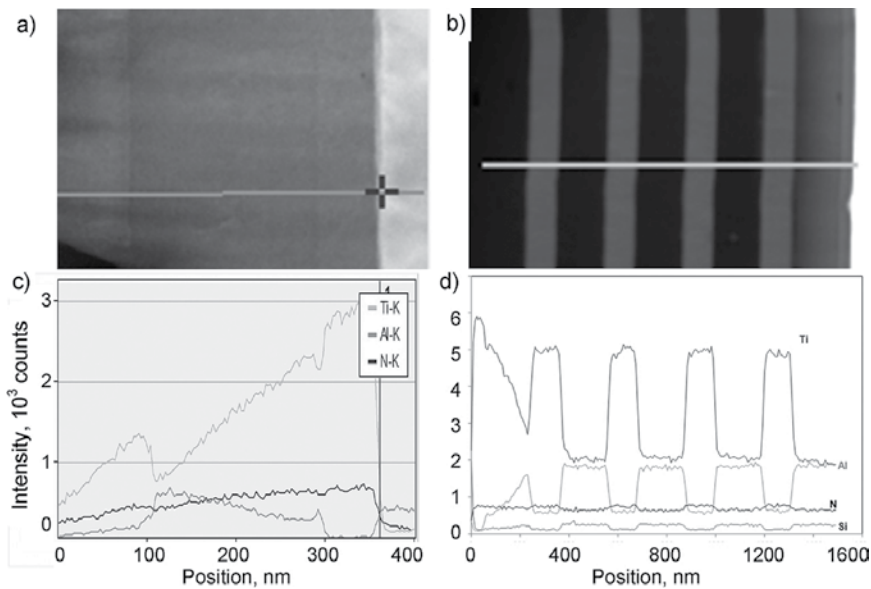 a)
b)
c)
3
2
1
0
Intensity, 10³ counts
1
Ti-K
Al-K
N-K
0
100
200
300
400
Position, nm
d)
6
5
4
3
2
1
0
Ti
Al
N
Si
0
400
800
1200
1600
Position, nm